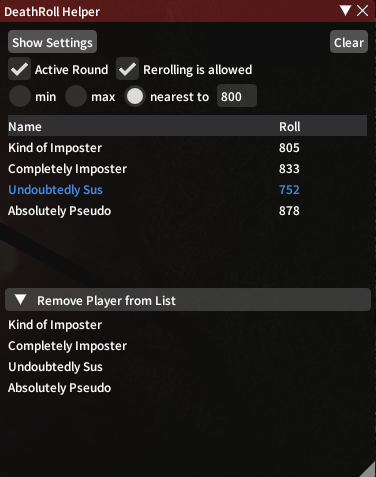 DeathRoll Helper
Show Settings Clear
Active Round Rerolling is allowed
min max nearest to 800
Name Roll
Kind of Imposter 805
Completely Imposter 833
Undoubtedly Sus 752
Absolutely Pseudo 878
Remove Player from List
Kind of Imposter
Completely Imposter
Undoubtedly Sus
Absolutely Pseudo